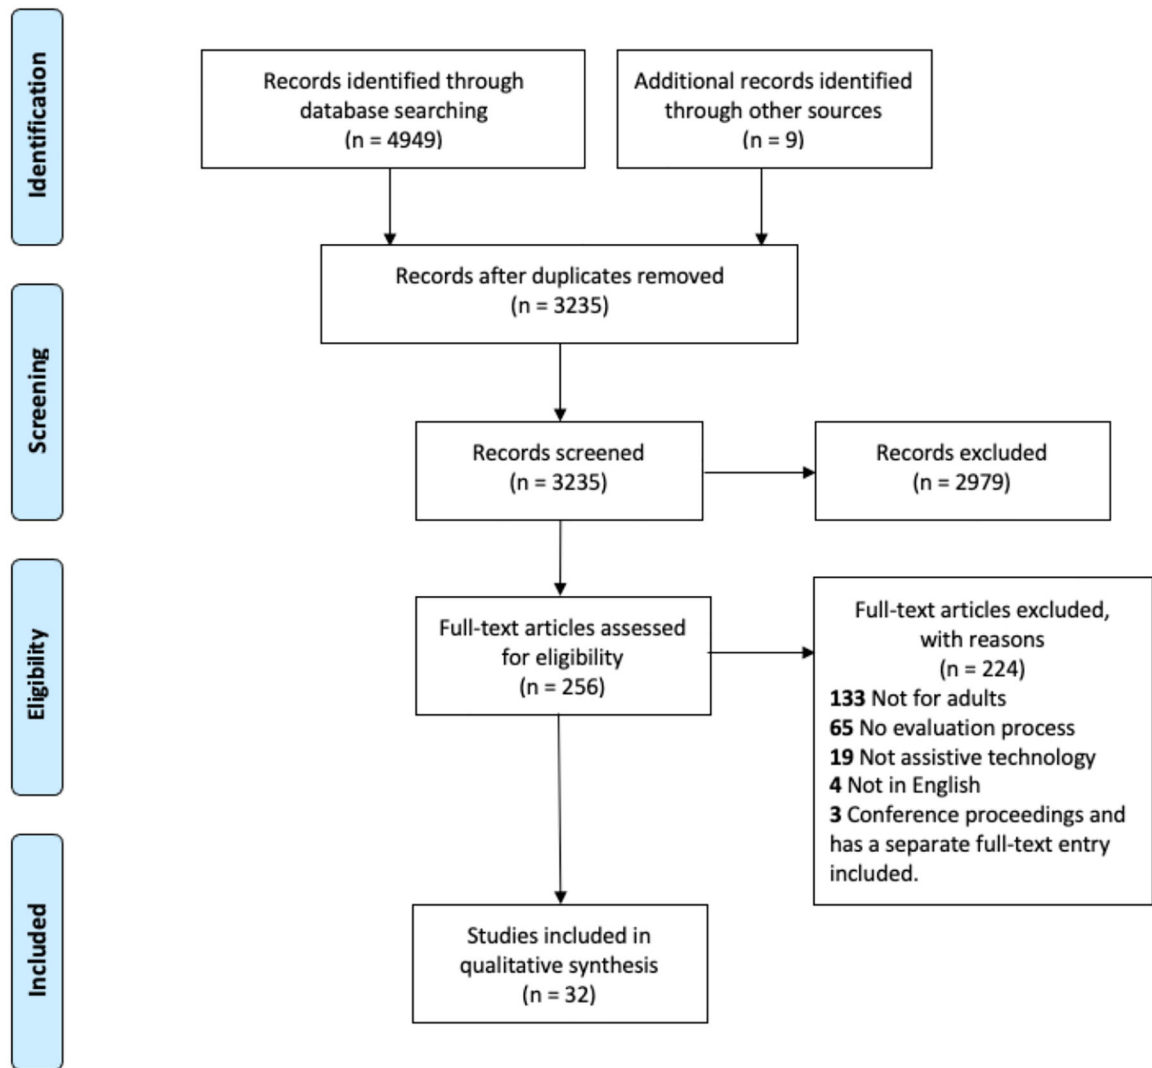 Identification
Records identified through
database searching
(n = 4949)
Additional records identified
through other sources
(n = 9)
Records after duplicates removed
(n = 3235)
Screening
Records screened
(n = 3235)
Records excluded
(n = 2979)
Eligibility
Full-text articles assessed
for eligibility
(n = 256)
Full-text articles excluded,
with reasons
(n = 224)
133 Not for adults
65 No evaluation process
19 Not assistive technology
4 Not in English
3 Conference proceedings and
has a separate full-text entry
included.
Included
Studies included in
qualitative synthesis
(n = 32)